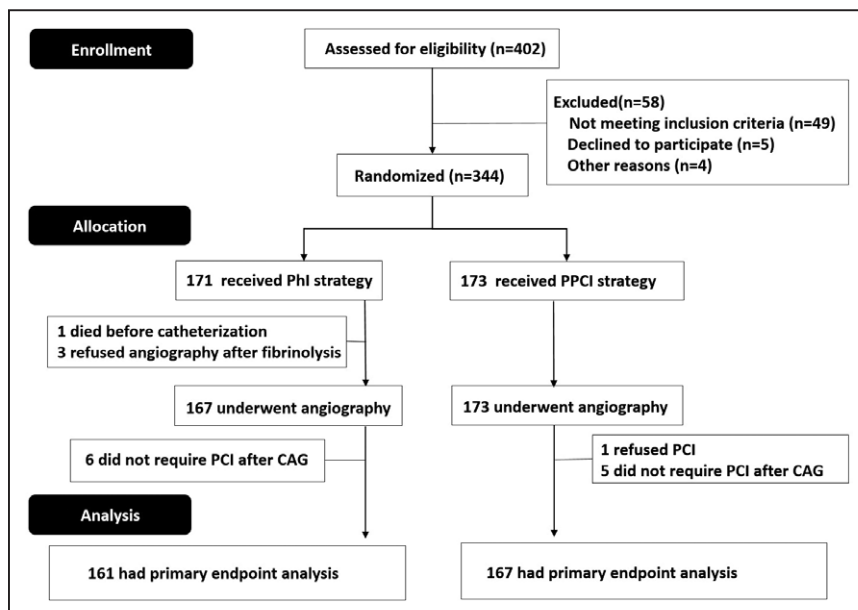 Enrollment
Assessed for eligibility (n=402)
Excluded(n=58)
Not meeting inclusion criteria (n=49)
Declined to participate (n=5)
Other reasons (n=4)
Randomized (n=344)
Allocation
171 received PhI strategy
173 received PPCI strategy
1 died before catheterization
3 refused angiography after fibrinolysis
167 underwent angiography
173 underwent angiography
6 did not require PCI after CAG
1 refused PCI
5 did not require PCI after CAG
Analysis
161 had primary endpoint analysis
167 had primary endpoint analysis